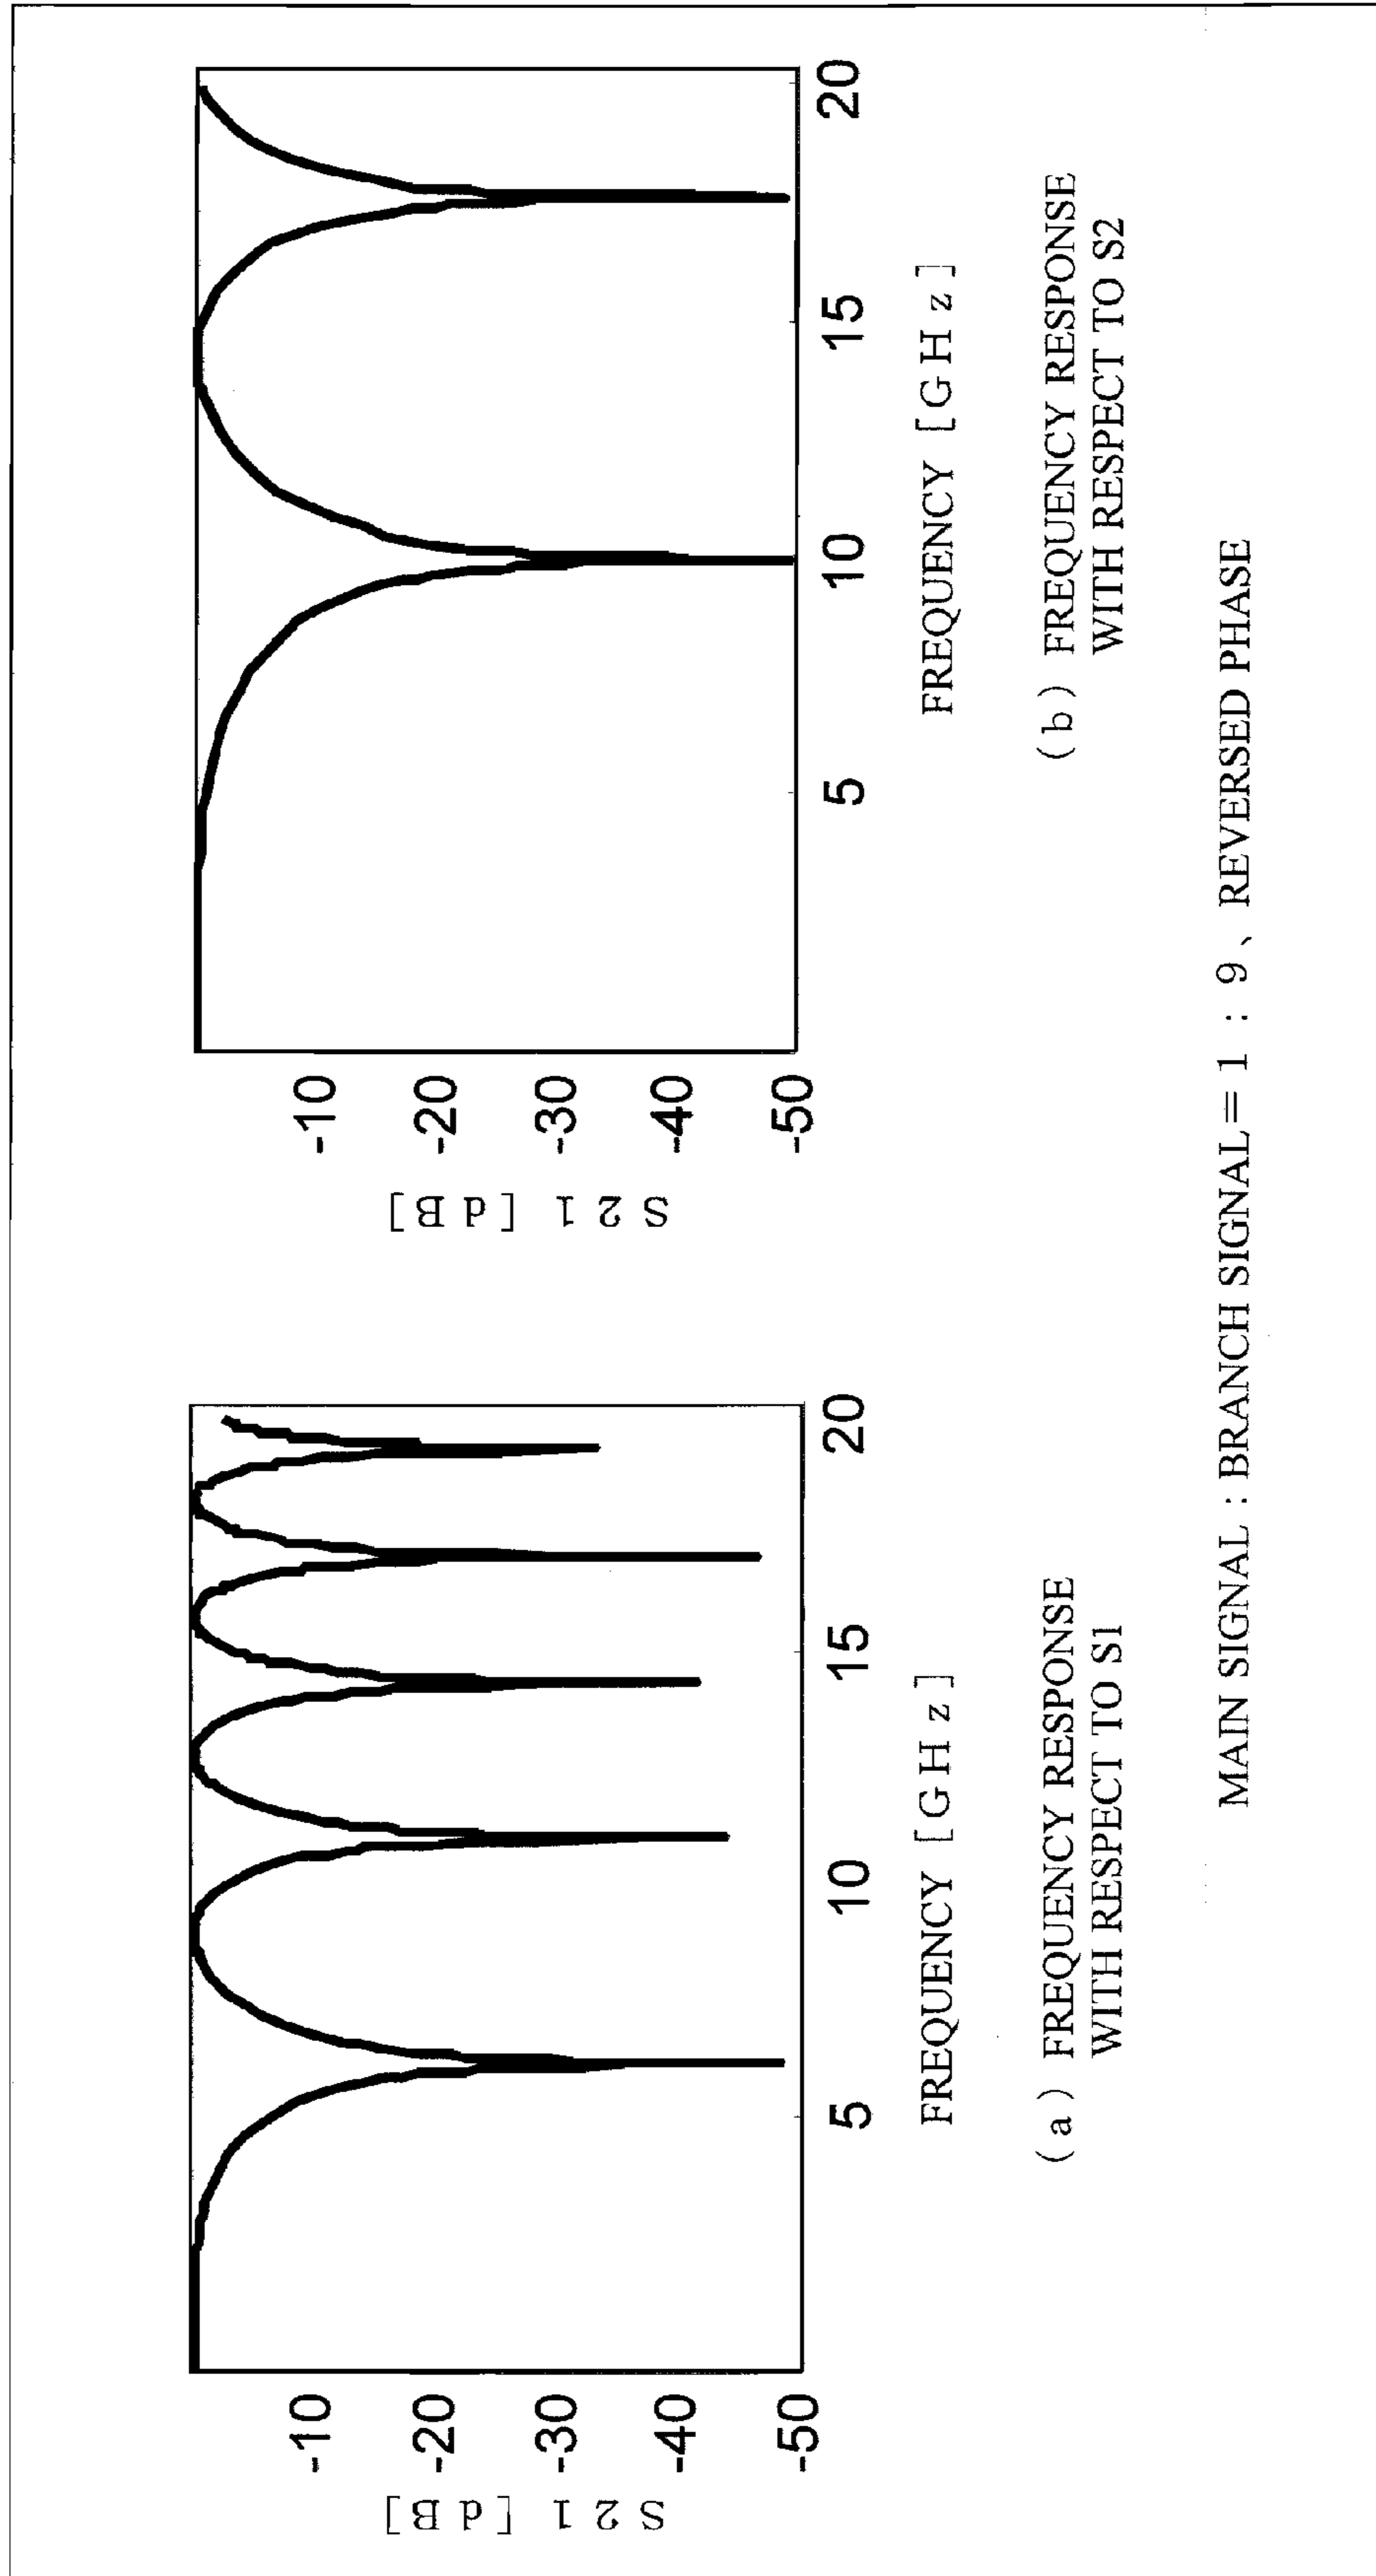 S21 [dB]
-10
-20
-30
-40
-50
5
10
15
20
FREQUENCY [GHz]
(a) FREQUENCY RESPONSE
WITH RESPECT TO S1
S21 [dB]
-10
-20
-30
-40
-50
5
10
15
20
FREQUENCY [GHz]
(b) FREQUENCY RESPONSE
WITH RESPECT TO S2
MAIN SIGNAL : BRANCH SIGNAL = 1 : 9、REVERSED PHASE